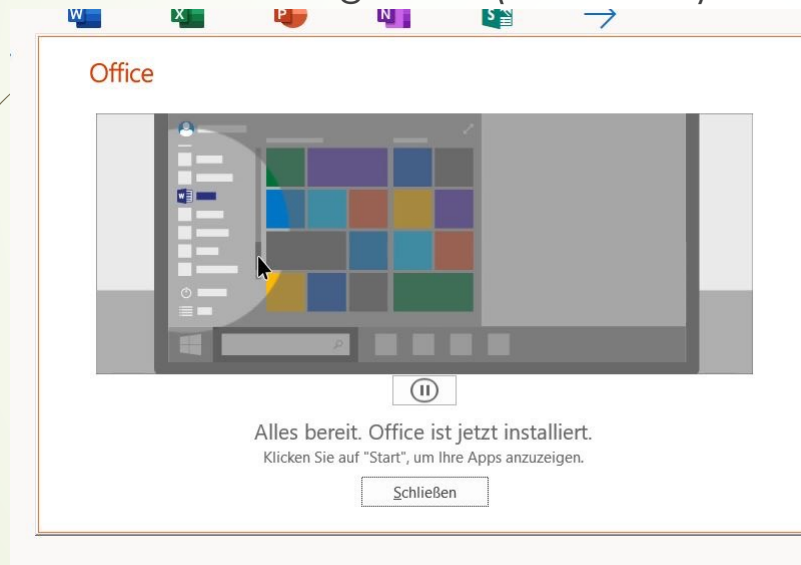 W X P N S
Office
W
Alles bereit. Office ist jetzt installiert.
Klicken Sie auf "Start", um Ihre Apps anzuzeigen.
Schließen